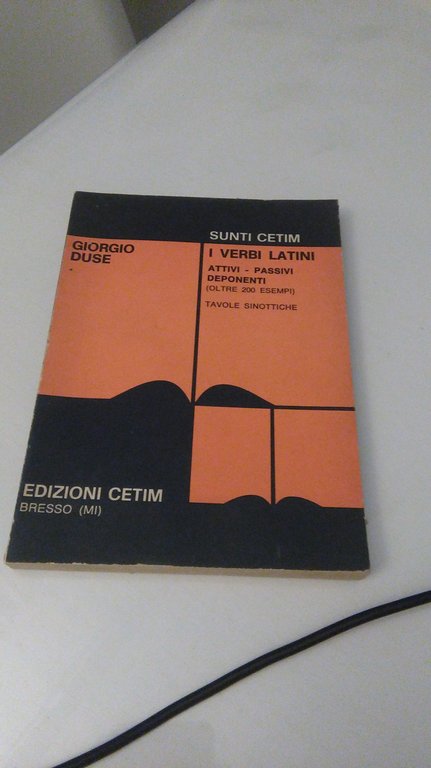 SUNTI CETIM
GIORGIO
DUSE
I VERBI LATINI
ATTIVI - PASSIVI
DEPONENTI
(OLTRE 200 ESEMPI)
TAVOLE SINOTTICHE
EDIZIONI CETIM
BRESSO (MI)